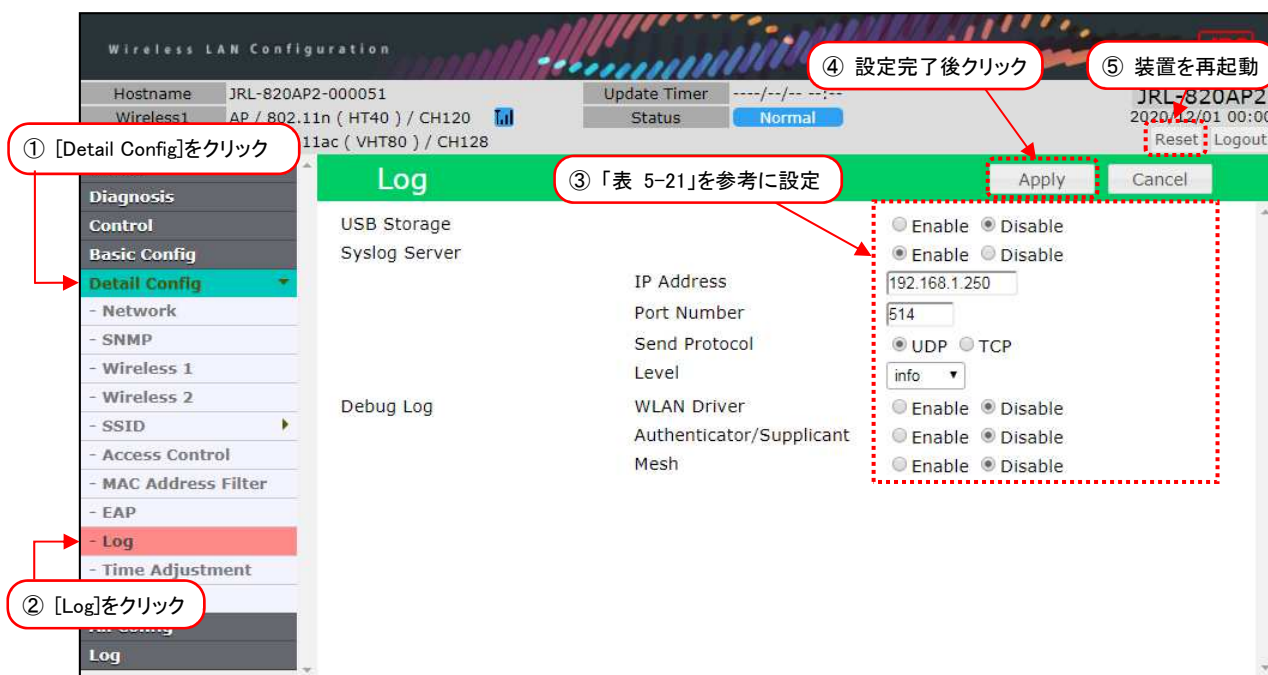 Wireless LAN Configuration
④ 設定完了後クリック
⑤ 装置を再起動
Hostname JRL-820AP2-000051 Update Timer ----/--/-- --:--
JRL-820AP2
Wireless1 AP / 802.11n ( HT40 ) / CH120 Status Normal
2020/12/01 00:00
① [Detail Config]をクリック
11ac ( VHT80 ) / CH128
Reset Logout
Log
③ 「表 5-21」を参考に設定
Apply Cancel
Diagnosis
Control
Basic Config
Detail Config
- Network
- SNMP
- Wireless 1
- Wireless 2
- SSID
- Access Control
- MAC Address Filter
- EAP
- Log
- Time Adjustment
② [Log]をクリック
Log
USB Storage Enable Disable
Syslog Server Enable Disable
IP Address 192.168.1.250
Port Number 514
Send Protocol UDP TCP
Level info
Debug Log WLAN Driver Enable Disable
Authenticator/Supplicant Enable Disable
Mesh Enable Disable